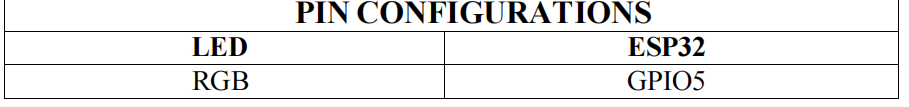 PIN CONFIGURATIONS
LED ESP32
RGB GPIO5